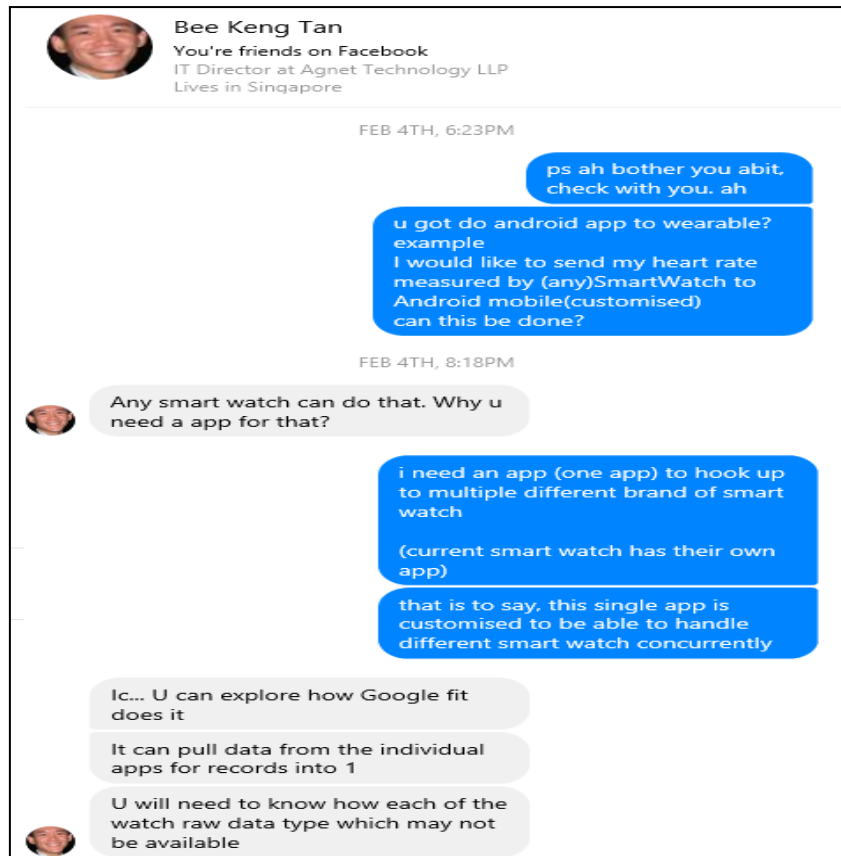 Bee Keng Tan
You're friends on Facebook
IT Director at Agnet Technology LLP
Lives in Singapore
FEB 4TH, 6:23PM
ps ah bother you abit,
check with you. ah
u got do android app to wearable?
example
I would like to send my heart rate
measured by (any)SmartWatch to
Android mobile(customised)
can this be done?
FEB 4TH, 8:18PM
Any smart watch can do that. Why u
need a app for that?
i need an app (one app) to hook up
to multiple different brand of smart
watch
(current smart watch has their own
app)
that is to say, this single app is
customised to be able to handle
different smart watch concurrently
Ic... U can explore how Google fit
does it
It can pull data from the individual
apps for records into 1
U will need to know how each of the
watch raw data type which may not
be available